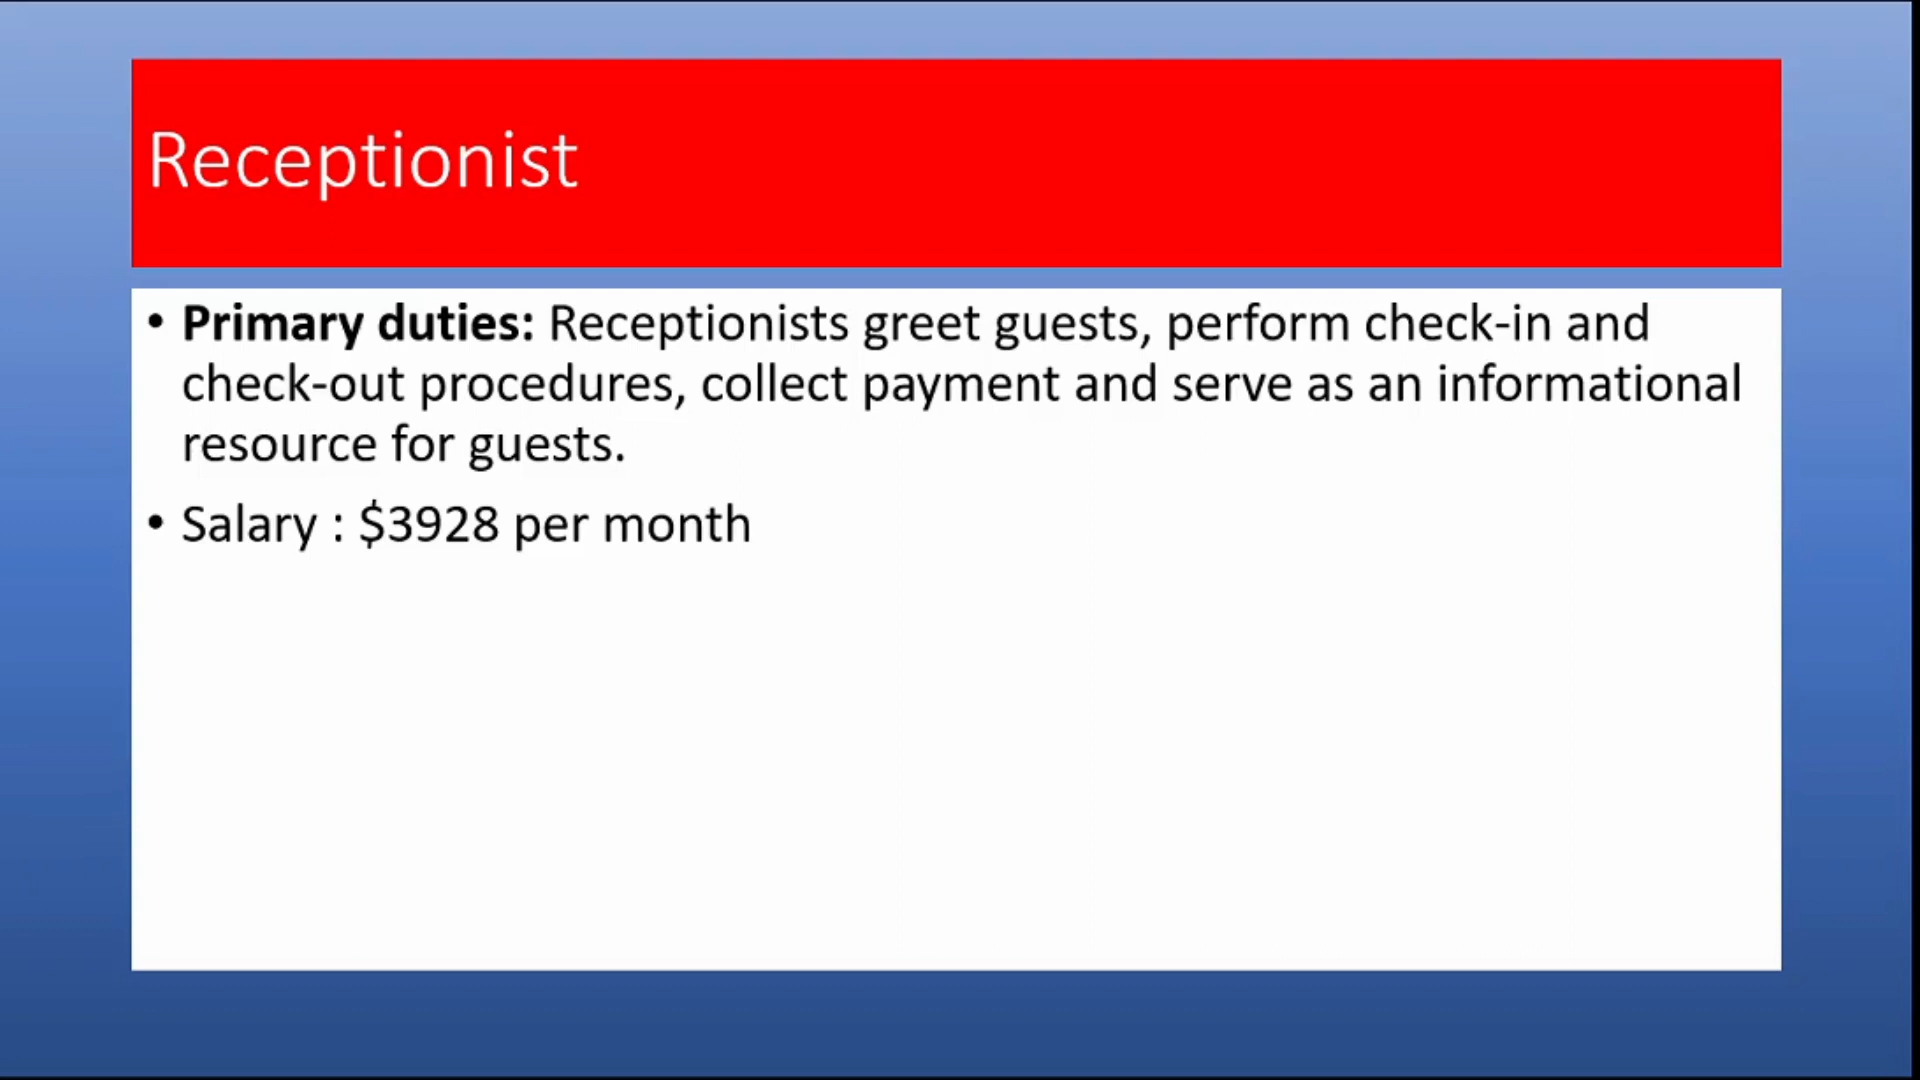 Receptionist
• Primary duties: Receptionists greet guests, perform check-in and
check-out procedures, collect payment and serve as an informational
resource for guests.
• Salary : $3928 per month